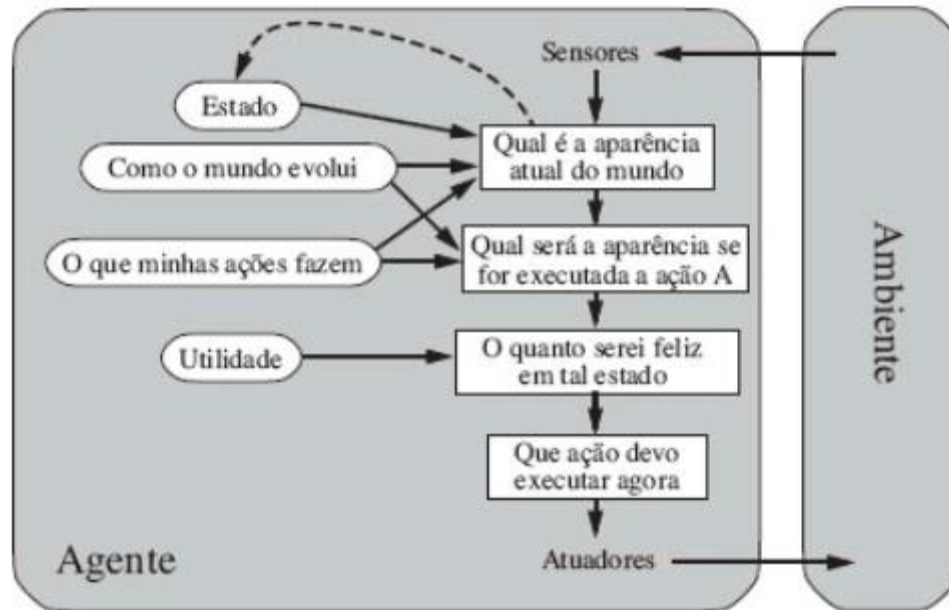 Sensores
Estado
Qual é a aparência
atual do mundo
Como o mundo evolui
Qual será a aparência se
for executada a ação A
O que minhas ações fazem
O quanto serei feliz
em tal estado
Utilidade
Que ação devo
executar agora
Agente
Atuadores
Ambiente